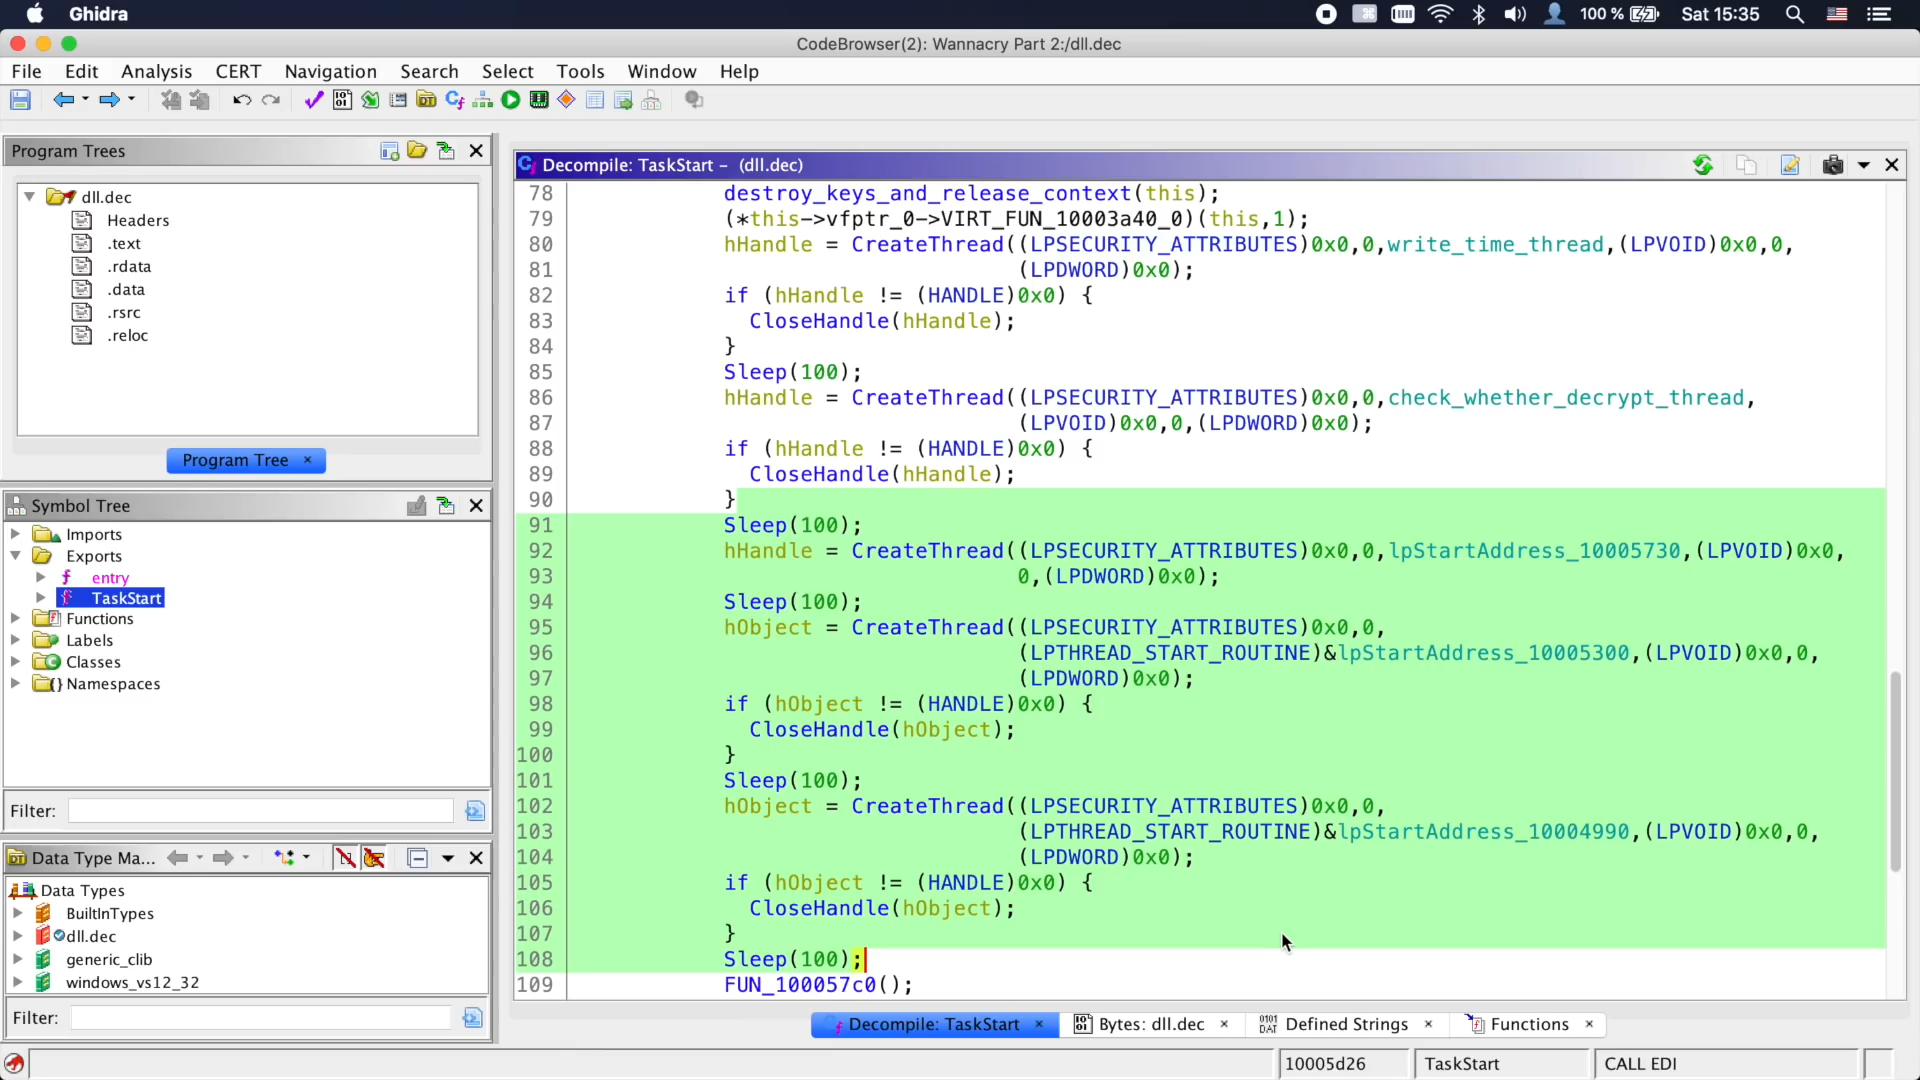 Ghidra
100 %
Sat 15:35
CodeBrowser(2): Wannacry Part 2:/dll.dec
File Edit Analysis CERT Navigation Search Select Tools Window Help
Program Trees
dll.dec
Headers
.text
.rdata
.data
.rsrc
.reloc
Program Tree ×
Symbol Tree
Imports
Exports
f entry
f TaskStart
Functions
Labels
Classes
{} Namespaces
Filter:
Data Type Ma...
Data Types
BuiltInTypes
dll.dec
generic_clib
windows_vs12_32
Filter:
Decompile: TaskStart – (dll.dec)
78 destroy_keys_and_release_context(this);
79 (*this->vfptr_0->VIRT_FUN_10003a40_0)(this,1);
80 hHandle = CreateThread((LPSECURITY_ATTRIBUTES)0x0,0,write_time_thread,(LPVOID)0x0,0,
81 (LPDWORD)0x0);
82 if (hHandle != (HANDLE)0x0) {
83 CloseHandle(hHandle);
84 }
85 Sleep(100);
86 hHandle = CreateThread((LPSECURITY_ATTRIBUTES)0x0,0,check_whether_decrypt_thread,
87 (LPVOID)0x0,0,(LPDWORD)0x0);
88 if (hHandle != (HANDLE)0x0) {
89 CloseHandle(hHandle);
90 }
91 Sleep(100);
92 hHandle = CreateThread((LPSECURITY_ATTRIBUTES)0x0,0,lpStartAddress_10005730,(LPVOID)0x0,
93 0,(LPDWORD)0x0);
94 Sleep(100);
95 hObject = CreateThread((LPSECURITY_ATTRIBUTES)0x0,0,
96 (LPTHREAD_START_ROUTINE)&lpStartAddress_10005300,(LPVOID)0x0,0,
97 (LPDWORD)0x0);
98 if (hObject != (HANDLE)0x0) {
99 CloseHandle(hObject);
100 }
101 Sleep(100);
102 hObject = CreateThread((LPSECURITY_ATTRIBUTES)0x0,0,
103 (LPTHREAD_START_ROUTINE)&lpStartAddress_10004990,(LPVOID)0x0,0,
104 (LPDWORD)0x0);
105 if (hObject != (HANDLE)0x0) {
106 CloseHandle(hObject);
107 }
108 Sleep(100);
109 FUN_100057c0();
Decompile: TaskStart × Bytes: dll.dec × Defined Strings × Functions ×
10005d26 TaskStart CALL EDI